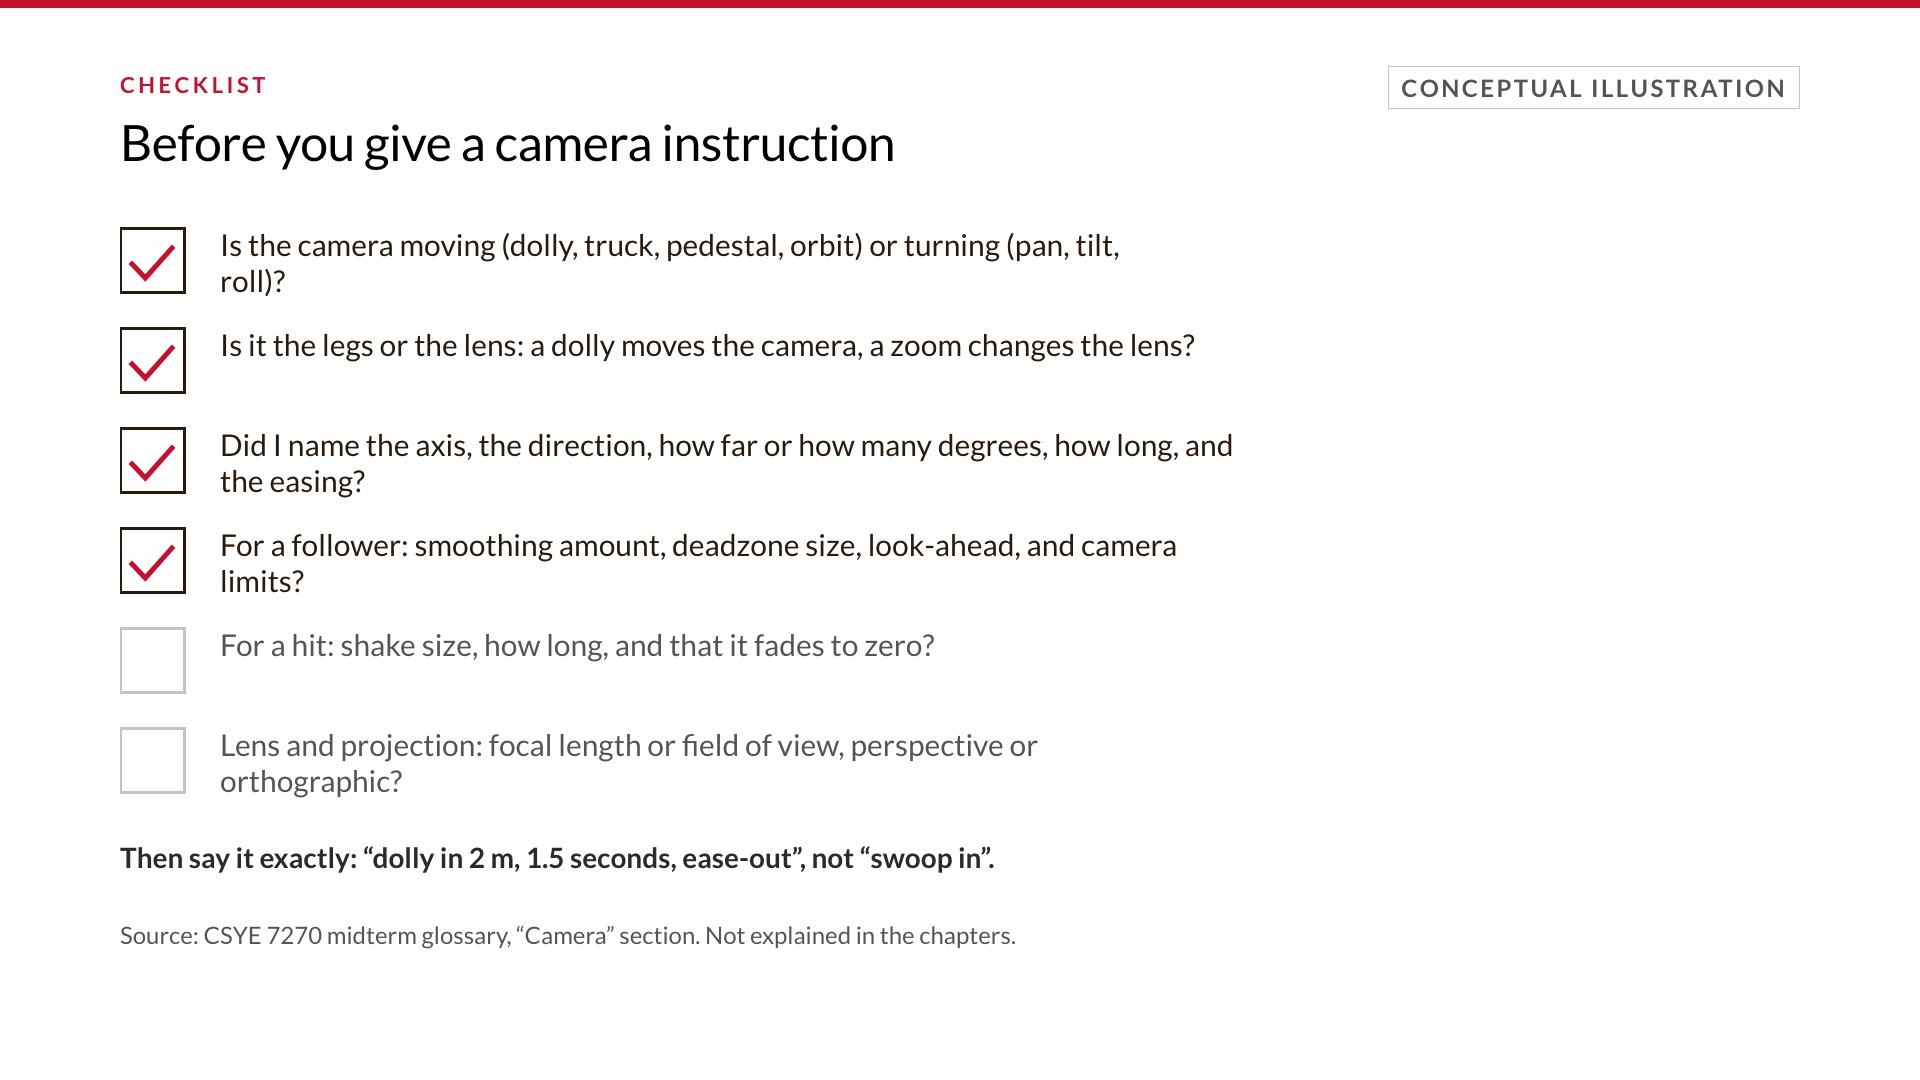 CHECKLIST
CONCEPTUAL ILLUSTRATION
Before you give a camera instruction
Is the camera moving (dolly, truck, pedestal, orbit) or turning (pan, tilt,
roll)?
Is it the legs or the lens: a dolly moves the camera, a zoom changes the lens?
Did I name the axis, the direction, how far or how many degrees, how long, and
the easing?
For a follower: smoothing amount, deadzone size, look-ahead, and camera
limits?
For a hit: shake size, how long, and that it fades to zero?
Lens and projection: focal length or field of view, perspective or
orthographic?
Then say it exactly: “dolly in 2 m, 1.5 seconds, ease-out”, not “swoop in”.
Source: CSYE 7270 midterm glossary, “Camera” section. Not explained in the chapters.